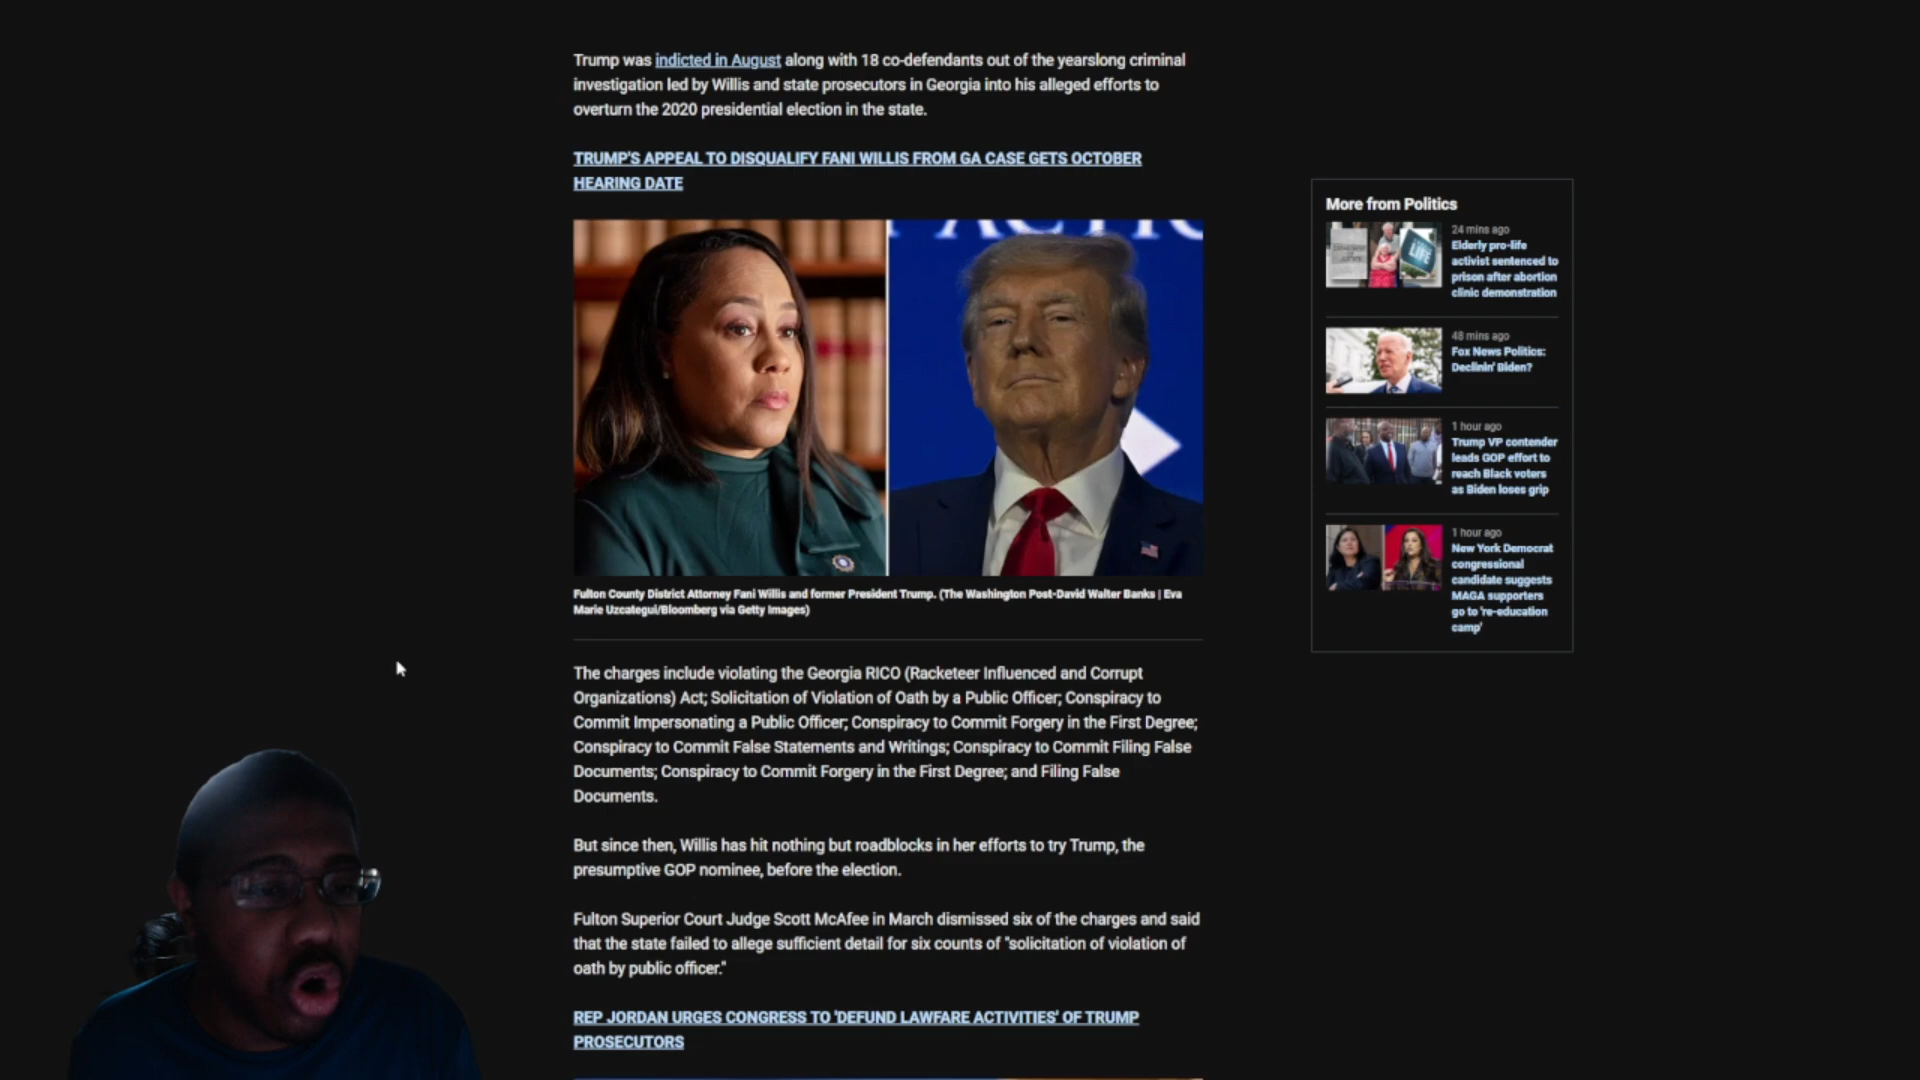 Trump was indicted in August along with 18 co-defendants out of the yearslong criminal
investigation led by Willis and state prosecutors in Georgia into his alleged efforts to
overturn the 2020 presidential election in the state.
TRUMP'S APPEAL TO DISQUALIFY FANI WILLIS FROM GA CASE GETS OCTOBER
HEARING DATE
Fulton County District Attorney Fani Willis and former President Trump. (The Washington Post-David Walter Banks | Eva
Marie Uzcategui/Bloomberg via Getty Images)
The charges include violating the Georgia RICO (Racketeer Influenced and Corrupt
Organizations) Act; Solicitation of Violation of Oath by a Public Officer; Conspiracy to
Commit Impersonating a Public Officer; Conspiracy to Commit Forgery in the First Degree;
Conspiracy to Commit False Statements and Writings; Conspiracy to Commit Filing False
Documents; Conspiracy to Commit Forgery in the First Degree; and Filing False
Documents.
But since then, Willis has hit nothing but roadblocks in her efforts to try Trump, the
presumptive GOP nominee, before the election.
Fulton Superior Court Judge Scott McAfee in March dismissed six of the charges and said
that the state failed to allege sufficient detail for six counts of "solicitation of violation of
oath by public officer."
REP JORDAN URGES CONGRESS TO 'DEFUND LAWFARE ACTIVITIES' OF TRUMP
PROSECUTORS
More from Politics
24 mins ago
Elderly pro-life
activist sentenced to
prison after abortion
clinic demonstration
48 mins ago
Fox News Politics:
Declinin' Biden?
1 hour ago
Trump VP contender
leads GOP effort to
reach Black voters
as Biden loses grip
1 hour ago
New York Democrat
congressional
candidate suggests
MAGA supporters
go to 're-education
camp'